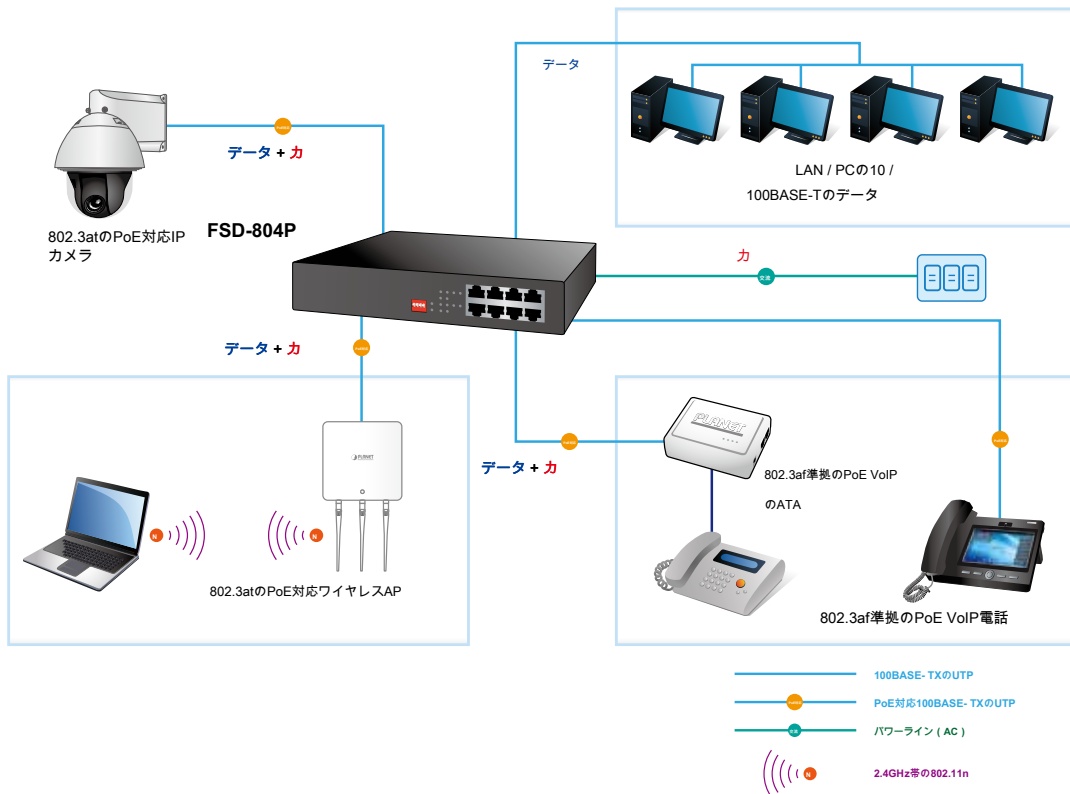 データ
データ + 力
LAN / PCの10 /
100BASE-Tのデータ
802.3atのPoE対応IP
カメラ
FSD-804P
力
交流
データ + 力
PLANET
データ + 力
PLANET
802.3af準拠のPoE VoIP
のATA
N
N
802.3atのPoE対応ワイヤレスAP
802.3af準拠のPoE VoIP電話
100BASE- TXのUTP
PoE対応100BASE- TXのUTP
交流
パワーライン ( AC )
N
2.4GHz帯の802.11n